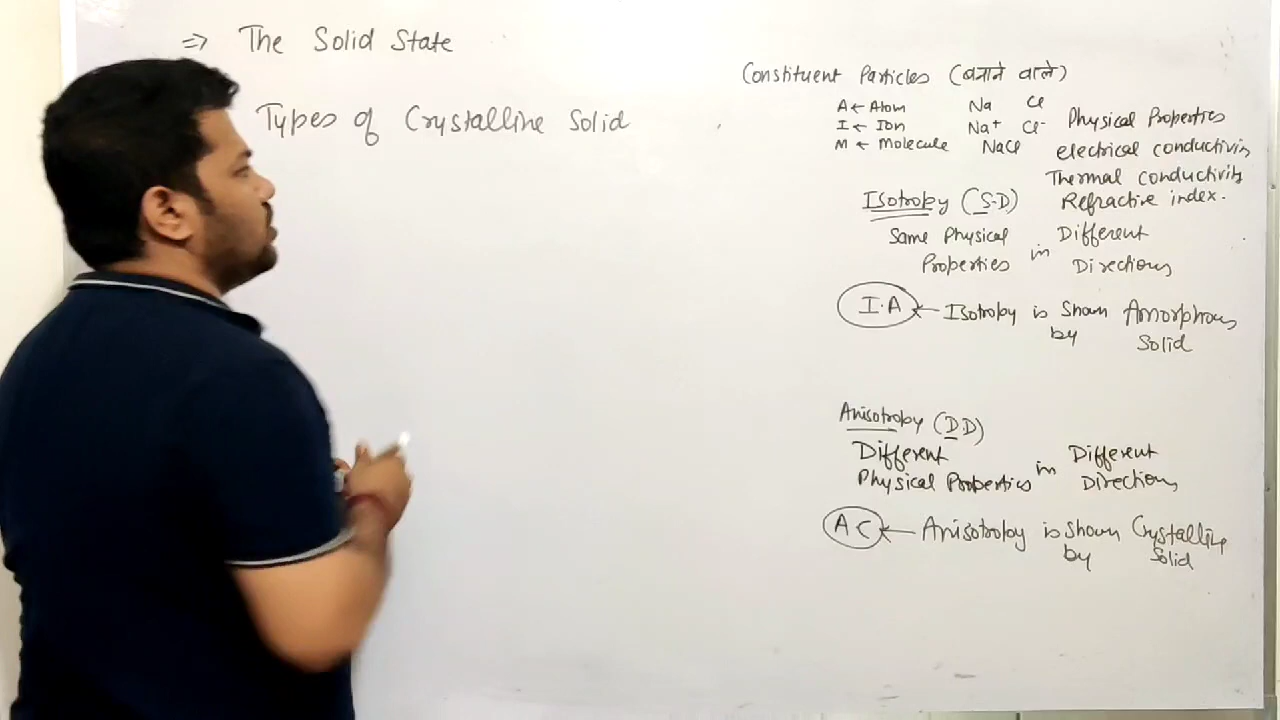 ⇒ The Solid State
Types of Crystalline Solid
Constituent Particles (बनाने वाले)
A ← Atom Na Cl
I ← Ion Na+ Cl-
M ← Molecule NaCl
Physical Properties
electrical conductivity
Thermal conductivity
Refractive index.
Isotropy (S.D)
Same Physical Properties in Different Directions
I.A ← Isotropy is Shown by Amorphous Solid
Anisotropy (DD)
Different Physical Properties in Different Directions
AC ← Anisotropy is Shown by Crystalline Solid